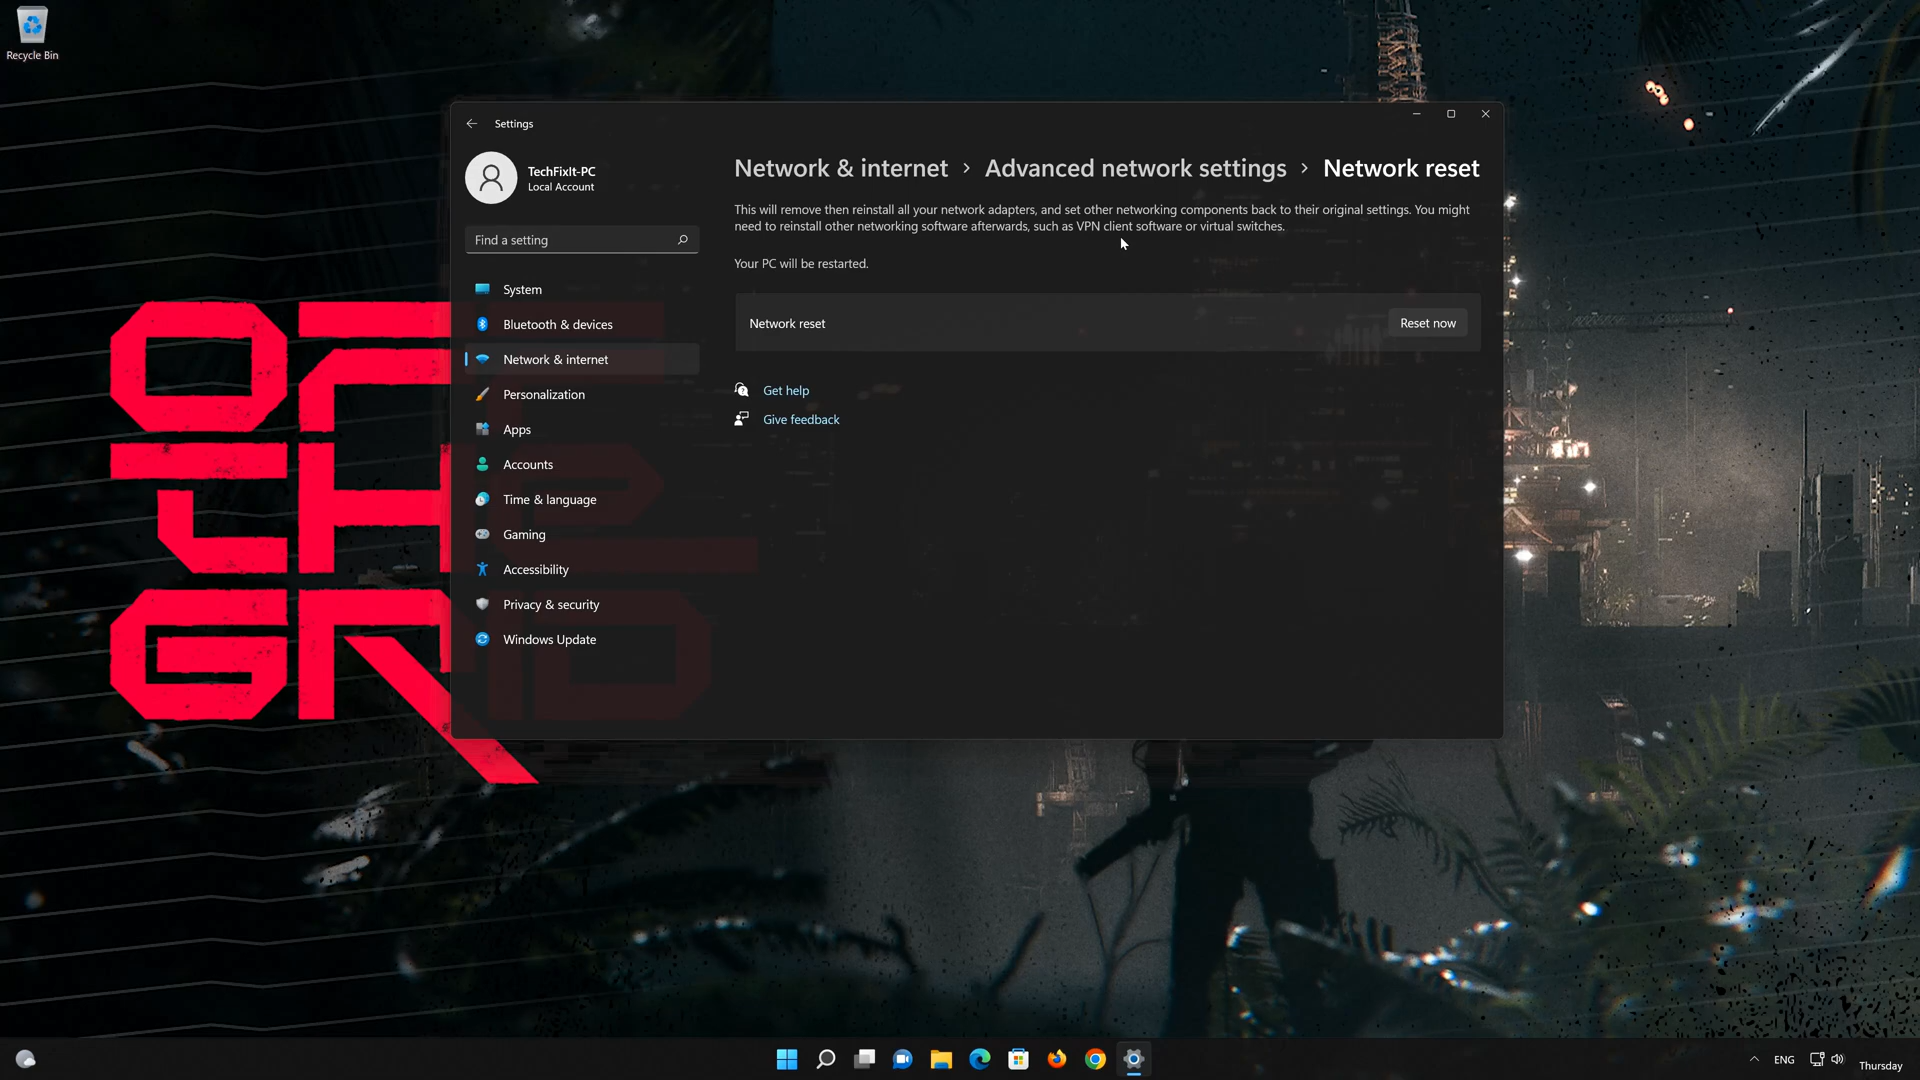 Recycle Bin
Settings
TechFixIt-PC
Local Account
Find a setting
System
Bluetooth & devices
Network & internet
Personalization
Apps
Accounts
Time & language
Gaming
Accessibility
Privacy & security
Windows Update
Network & internet › Advanced network settings › Network reset
This will remove then reinstall all your network adapters, and set other networking components back to their original settings. You might
need to reinstall other networking software afterwards, such as VPN client software or virtual switches.
Your PC will be restarted.
Network reset
Reset now
Get help
Give feedback
OFF
THE
GRID
ENG
Thursday